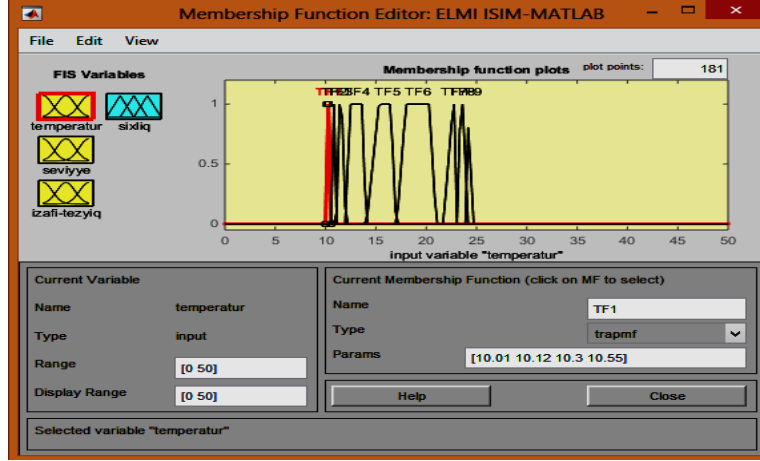 Membership Function Editor: ELMI ISIM-MATLAB
File Edit View
FIS Variables
Membership function plots plot points: 181
temperatur sixliq
seviyye
izafi-tezyiq
TF5 TF6
1
0.5
0
0 5 10 15 20 25 30 35 40 45 50
input variable "temperatur"
Current Variable
Name temperatur
Type input
Range [0 50]
Display Range [0 50]
Current Membership Function (click on MF to select)
Name TF1
Type trapmf
Params [10.01 10.12 10.3 10.55]
Help Close
Selected variable "temperatur"